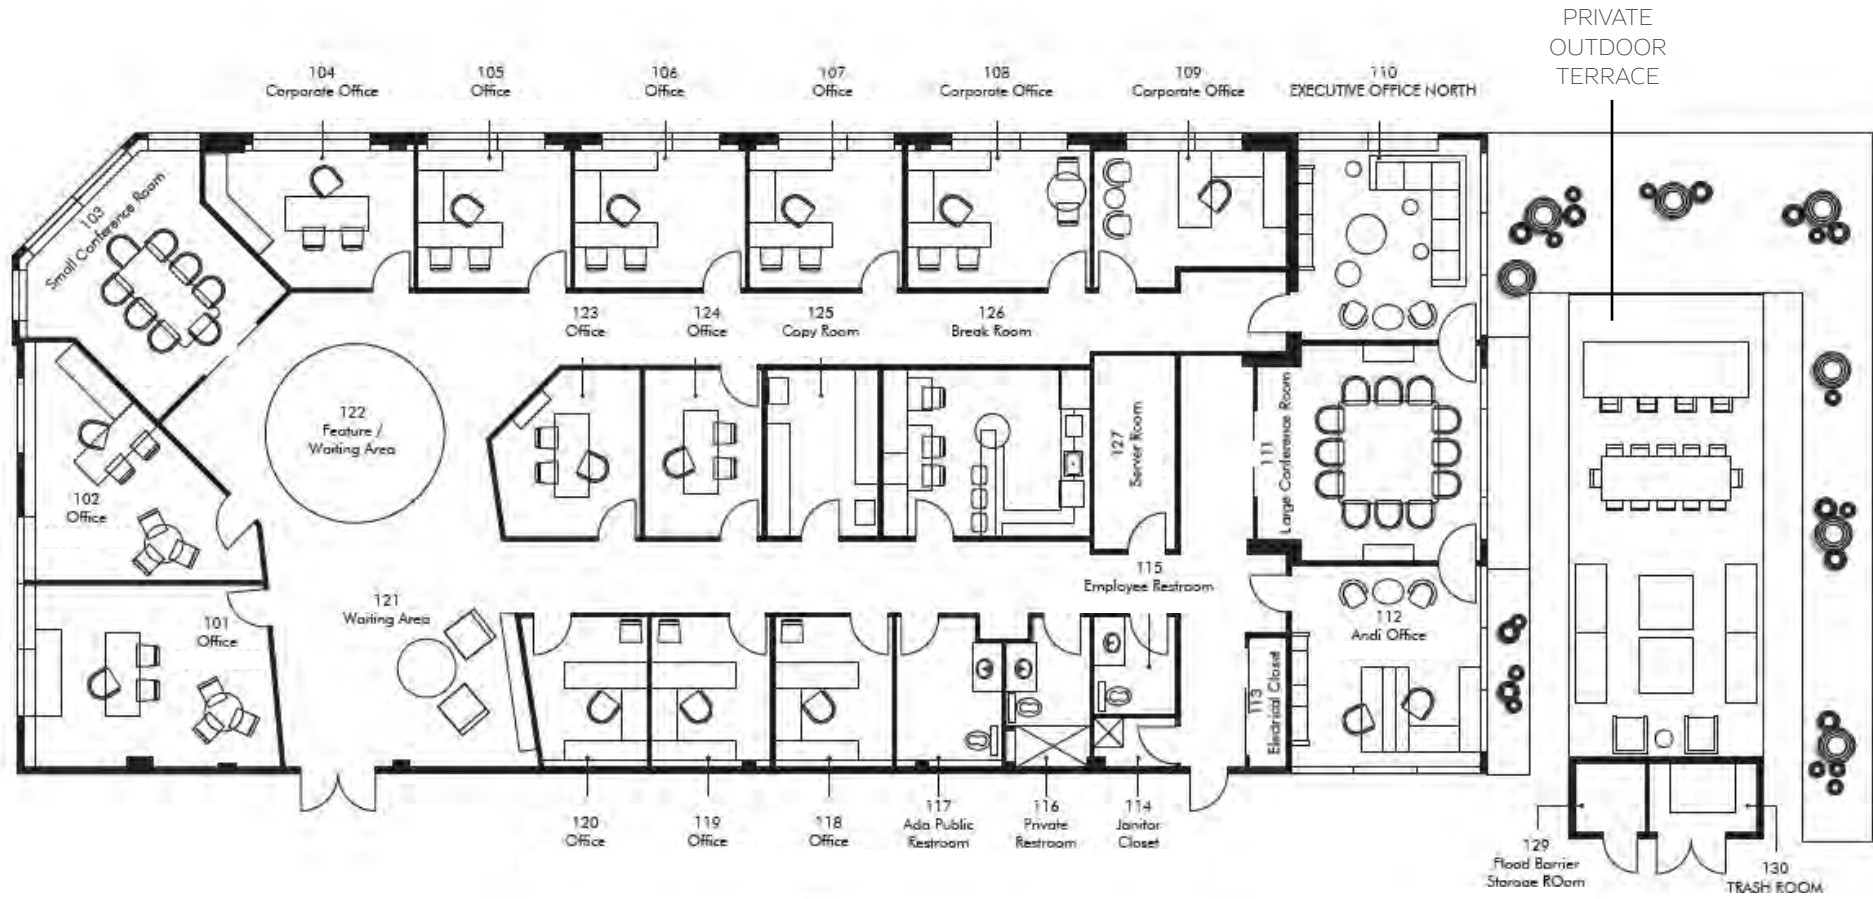 PRIVATE
OUTDOOR
TERRACE
104
Corporate Office
105
Office
106
Office
107
Office
108
Corporate Office
109
Corporate Office
110
EXECUTIVE OFFICE NORTH
103
Small Conference Room
123
Office
124
Office
125
Copy Room
126
Break Room
122
Feature /
Waiting Area
127
Server Room
111
Large Conference Room
102
Office
115
Employee Restroom
121
Waiting Area
101
Office
112
Andi Office
113
Electrical Closet
120
Office
119
Office
118
Office
117
Ada Public
Restroom
116
Private
Restroom
114
Janitor
Closet
129
Flood Barrier
Storage ROom
130
TRASH ROOM